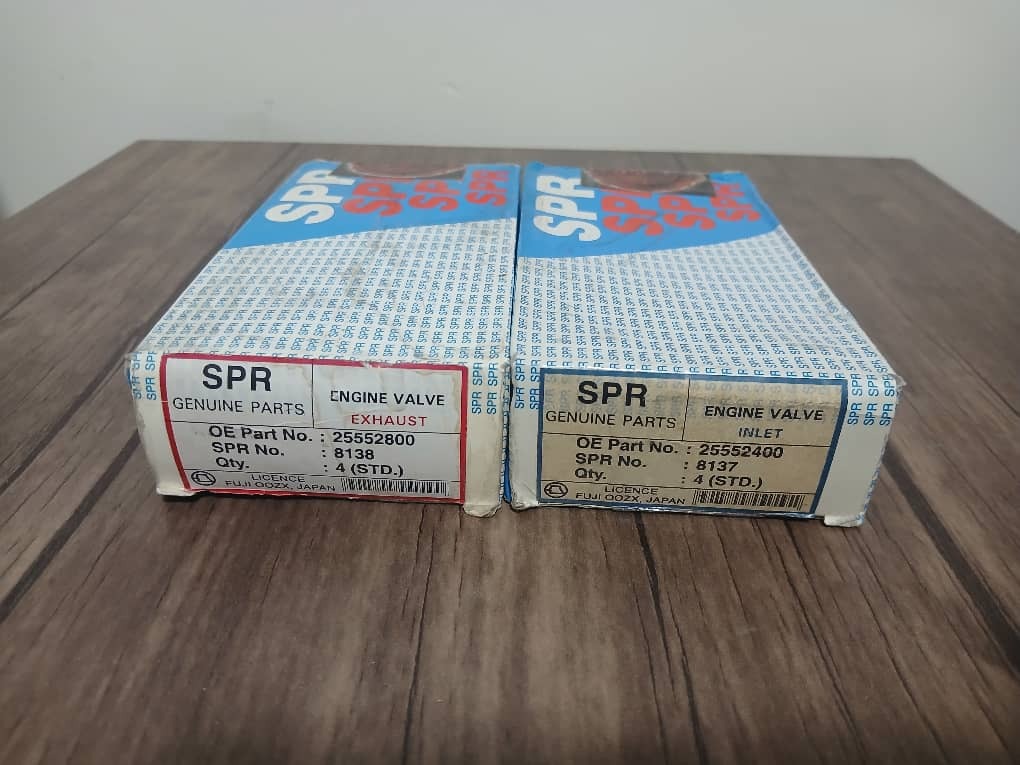 SPR SPR SPR SPR
SPR
GENUINE PARTS
ENGINE VALVE
EXHAUST
OE Part No. : 25552800
SPR No. : 8138
Qty. : 4 (STD.)
LICENCE
FUJI OOZX, JAPAN
SPR SPR SPR SPR
SPR
GENUINE PARTS
ENGINE VALVE
INLET
OE Part No. : 25552400
SPR No. : 8137
Qty. : 4 (STD.)
LICENCE
FUJI OOZX, JAPAN